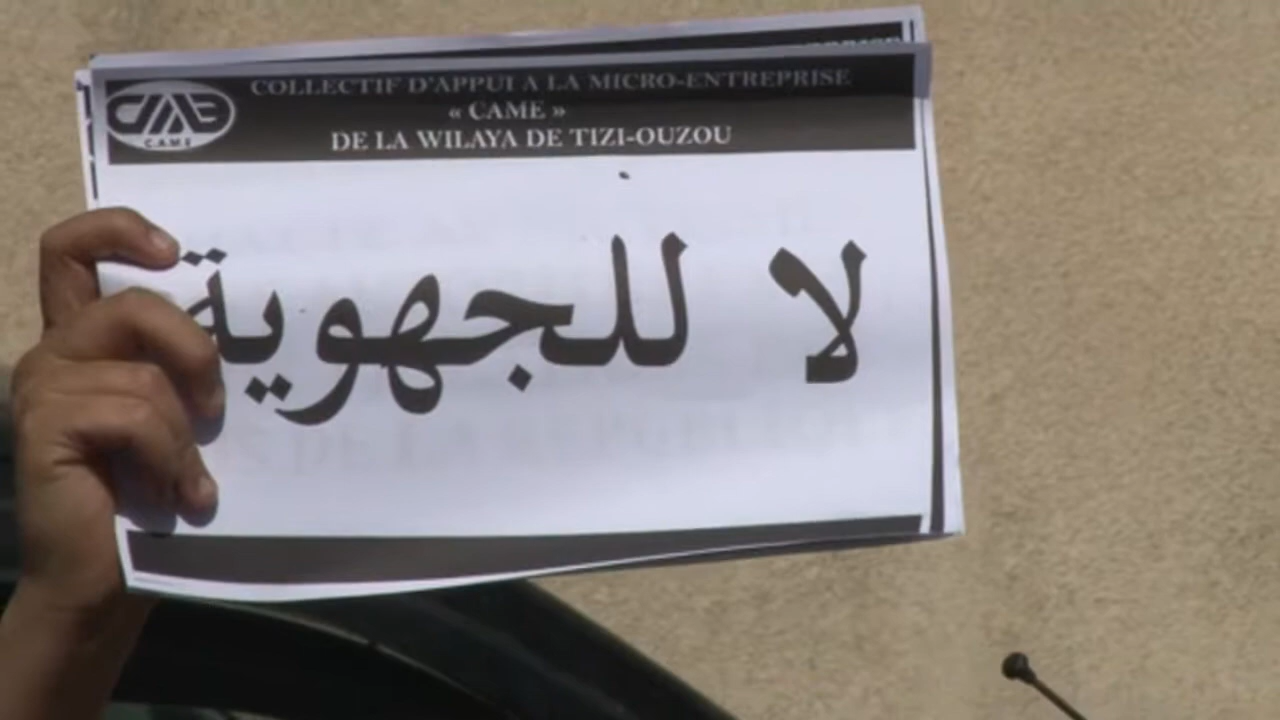 COLLECTIF D'APPUI A LA MICRO-ENTREPRISE
« CAME »
DE LA WILAYA DE TIZI-OUZOU
CAME
لا للجهوية